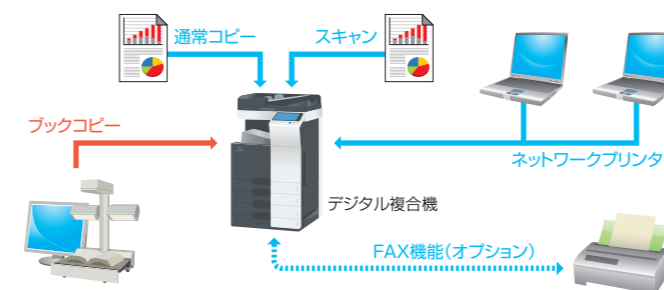 通常コピー
スキャン
ブックコピー
ネットワークプリンタ
デジタル複合機
FAX機能(オプション)